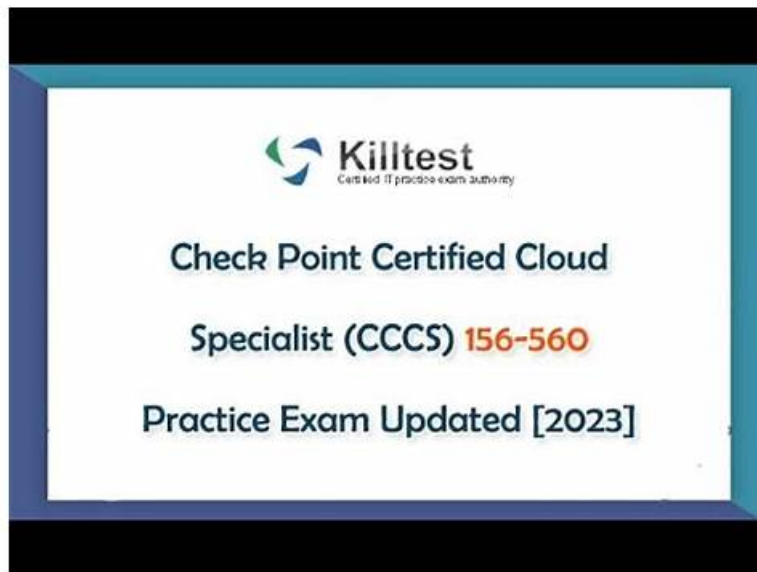 Killtest
Certified IT practice exam authority
Check Point Certified Cloud
Specialist (CCCS) 156-560
Practice Exam Updated [2023]